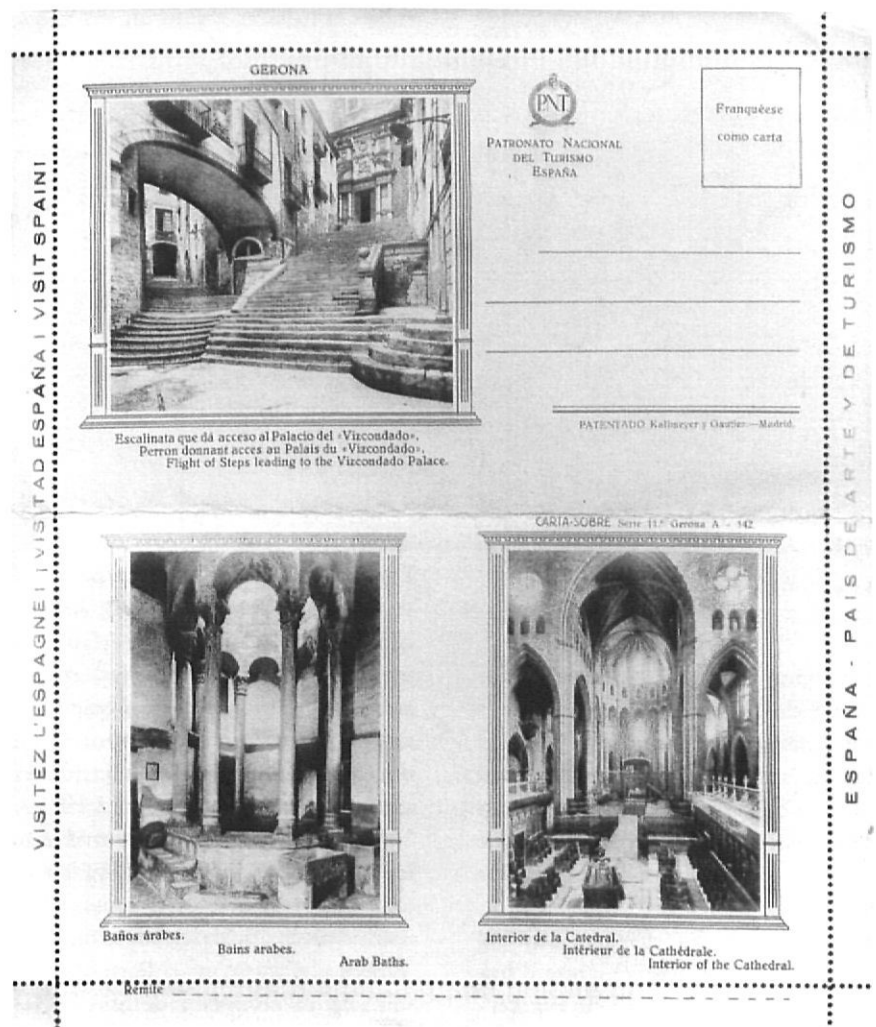 GERONA
PNT
PATRONATO NACIONAL
DEL TURISMO
ESPAÑA
Franquéese
como carta
Escalinata que dá acceso al Palacio del «Vizcondado».
Perron donnant acces au Palais du «Vizcondado».
Flight of Steps leading to the Vizcondado Palace.
PATENTADO Kallmeyer y Gautier.—Madrid.
CARTA-SOBRE Serie 11.ª Gerona A - 142
Baños árabes.
Bains arabes.
Arab Baths.
Interior de la Catedral.
Intérieur de la Cathédrale.
Interior of the Cathedral.
Remite
VISITEZ L'ESPAGNE! ¡VISITAD ESPAÑA! VISIT SPAIN!
ESPAÑA - PAIS DE ARTE Y DE TURISMO